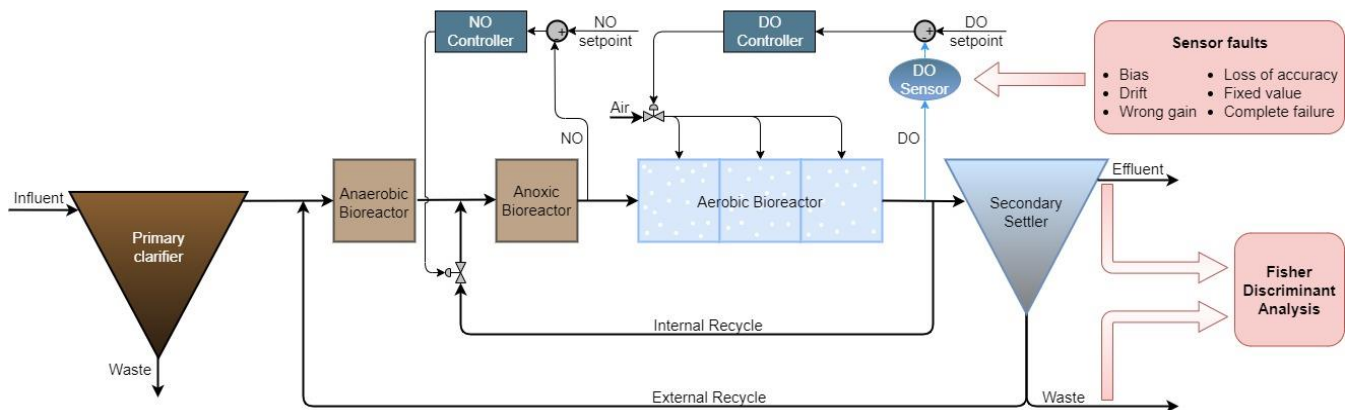 NO
Controller
NO
setpoint
DO
Controller
DO
setpoint
DO
Sensor
Sensor faults
• Bias
• Drift
• Wrong gain
• Loss of accuracy
• Fixed value
• Complete failure
Air
NO
DO
Influent
Primary
clarifier
Waste
Anaerobic
Bioreactor
Anoxic
Bioreactor
Aerobic Bioreactor
Secondary
Settler
Effluent
Fisher
Discriminant
Analysis
Internal Recycle
External Recycle
Waste